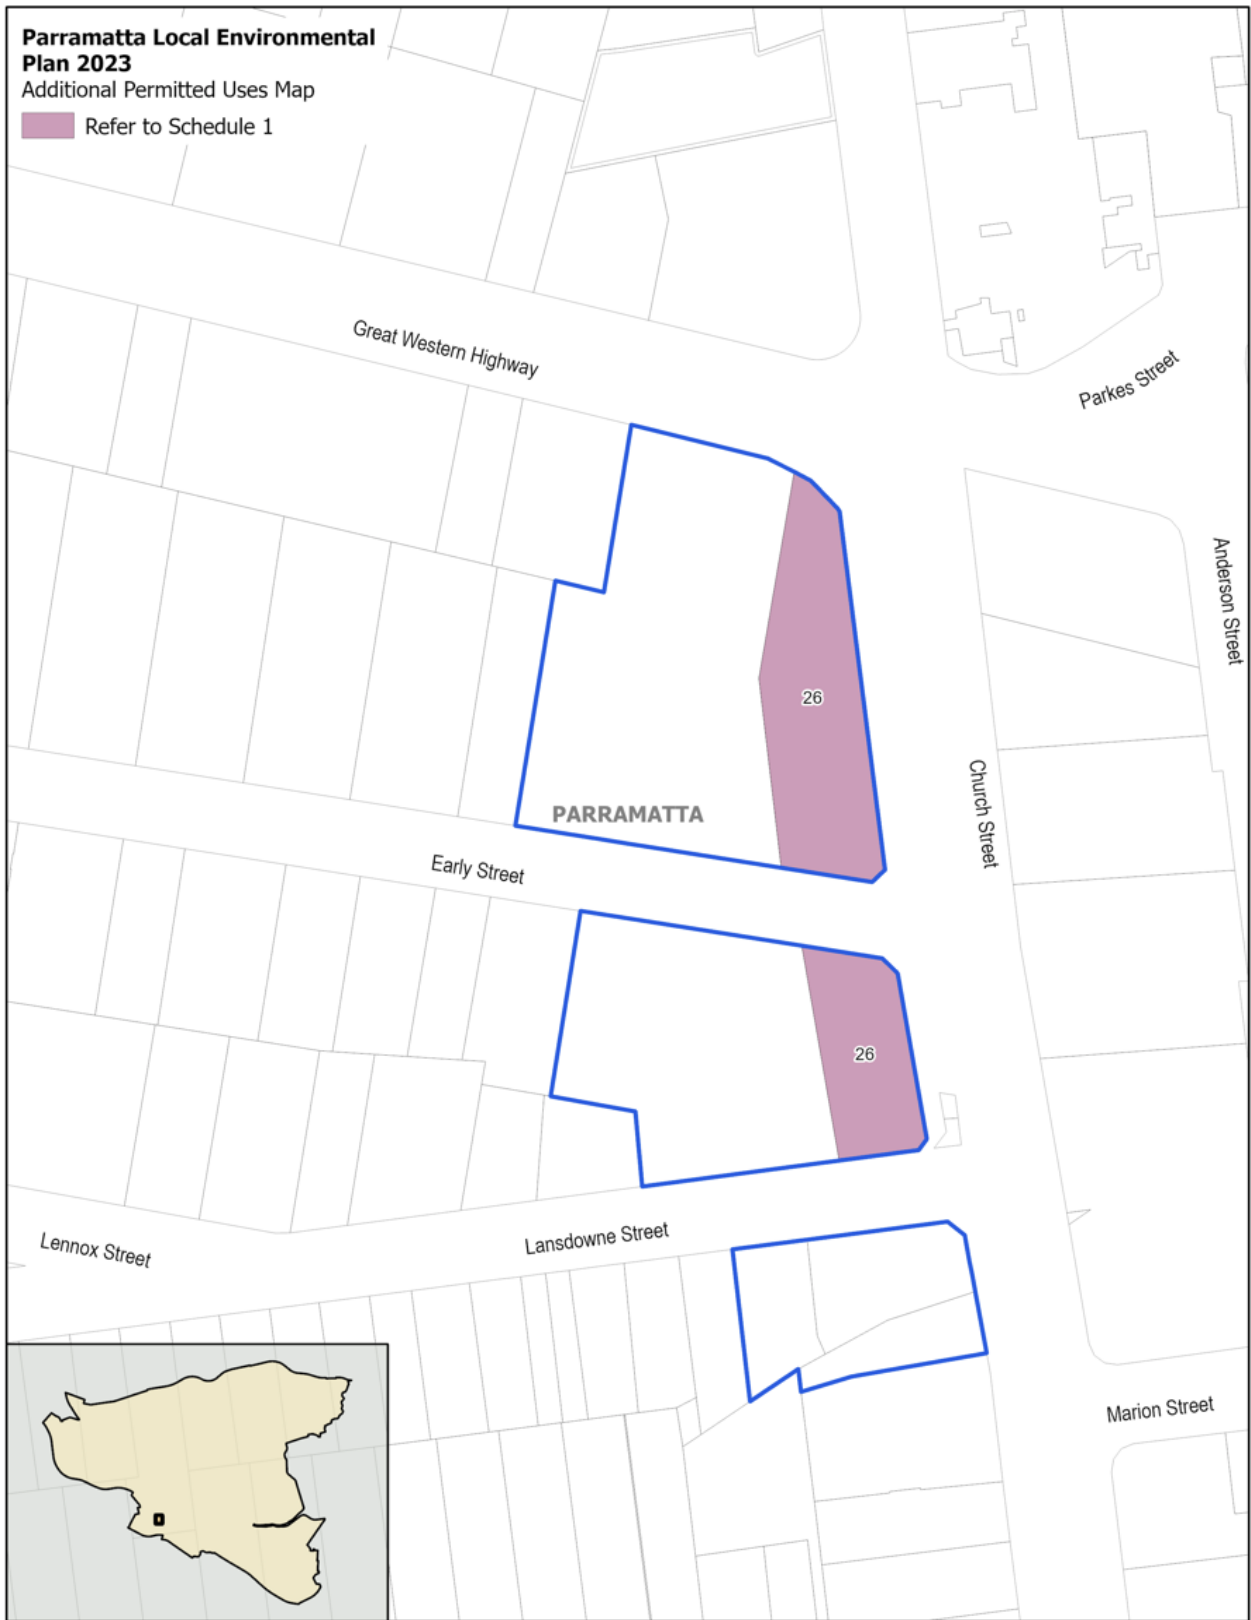 Parramatta Local Environmental
Plan 2023
Additional Permitted Uses Map
Refer to Schedule 1
Great Western Highway
Parkes Street
Anderson Street
26
Church Street
PARRAMATTA
Early Street
26
Lansdowne Street
Lennox Street
Marion Street